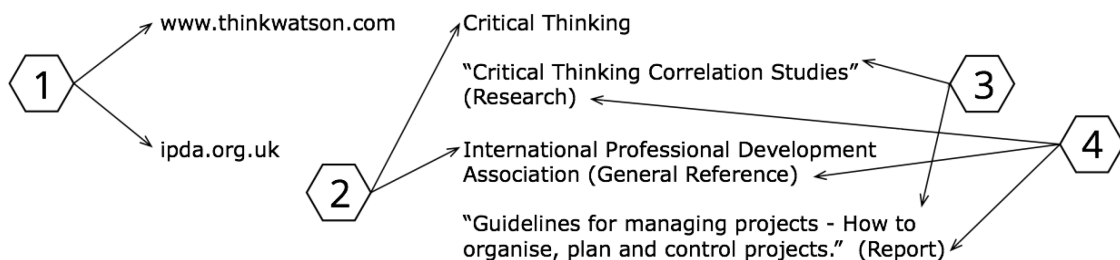 www.thinkwatson.com
Critical Thinking
1
“Critical Thinking Correlation Studies”
(Research)
3
ipda.org.uk
2
International Professional Development
Association (General Reference)
4
“Guidelines for managing projects - How to
organise, plan and control projects.” (Report)